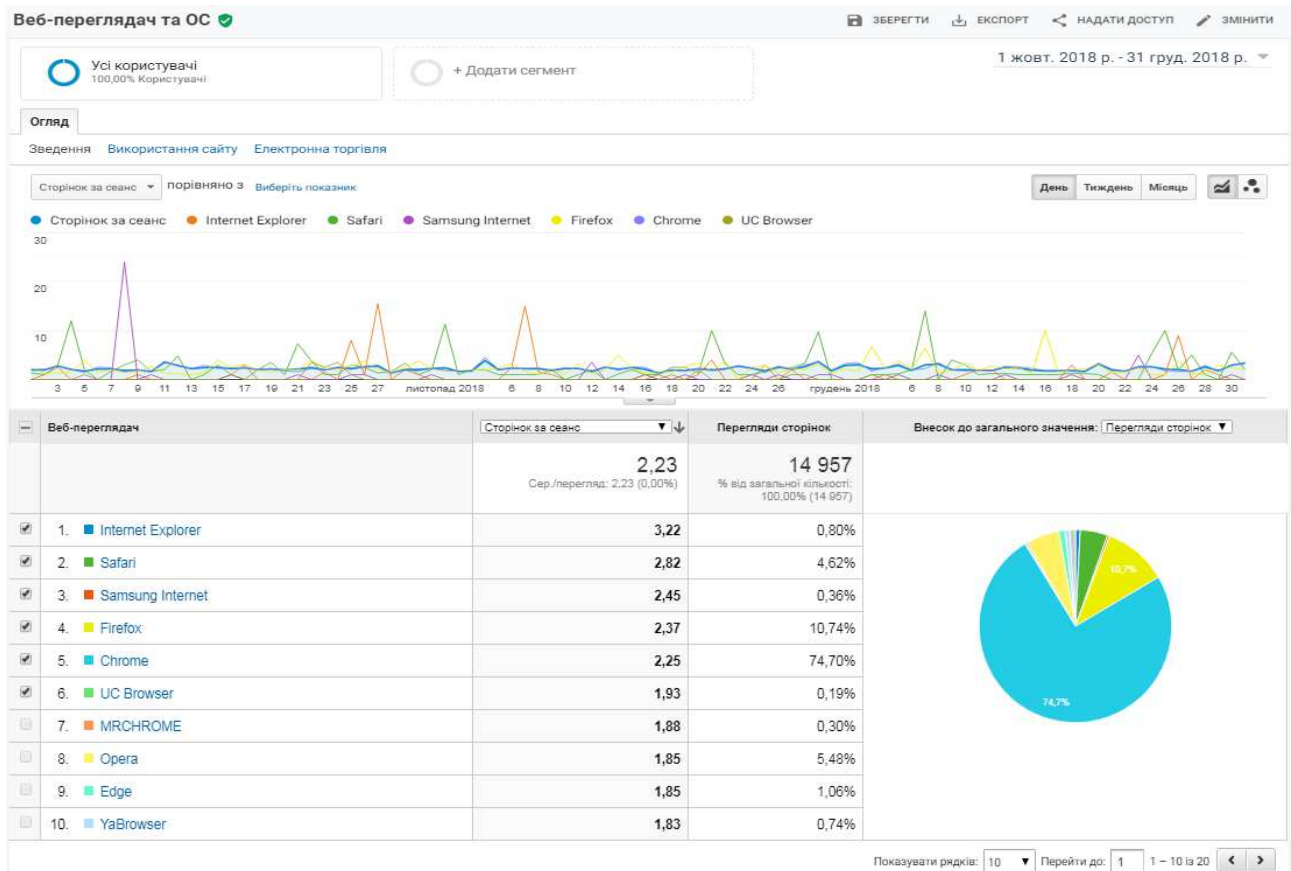 Веб-переглядач та ОС
ЗБЕРЕГТИ ЕКСПОРТ НАДАТИ ДОСТУП ЗМІНИТИ
Усі користувачі
100,00% Користувачі
+ Додати сегмент
1 жовт. 2018 р. - 31 груд. 2018 р.
Огляд
Зведення Використання сайту Електронна торгівля
Сторінок за сеанс порівняно з Виберіть показник
День Тиждень Місяць
Сторінок за сеанс Internet Explorer Safari Samsung Internet Firefox Chrome UC Browser
30
20
10
3 5 7 9 11 13 15 17 19 21 23 25 27 листопад 2018 6 8 10 12 14 16 18 20 22 24 26 грудень 2018 6 8 10 12 14 16 18 20 22 24 26 28 30
Веб-переглядач Сторінок за сеанс Перегляди сторінок Внесок до загального значення: Перегляди сторінок
2,23 14 957
Сер./перегляд: 2,23 (0,00%) % від загальної кількості:
100,00% (14 957)
1. Internet Explorer 3,22 0,80%
2. Safari 2,82 4,62%
3. Samsung Internet 2,45 0,36%
4. Firefox 2,37 10,74%
5. Chrome 2,25 74,70%
6. UC Browser 1,93 0,19%
7. MRCHROME 1,88 0,30%
8. Opera 1,85 5,48%
9. Edge 1,85 1,06%
10. YaBrowser 1,83 0,74%
10,7%
74,7%
Показувати рядків: 10 Перейти до: 1 1 – 10 із 20